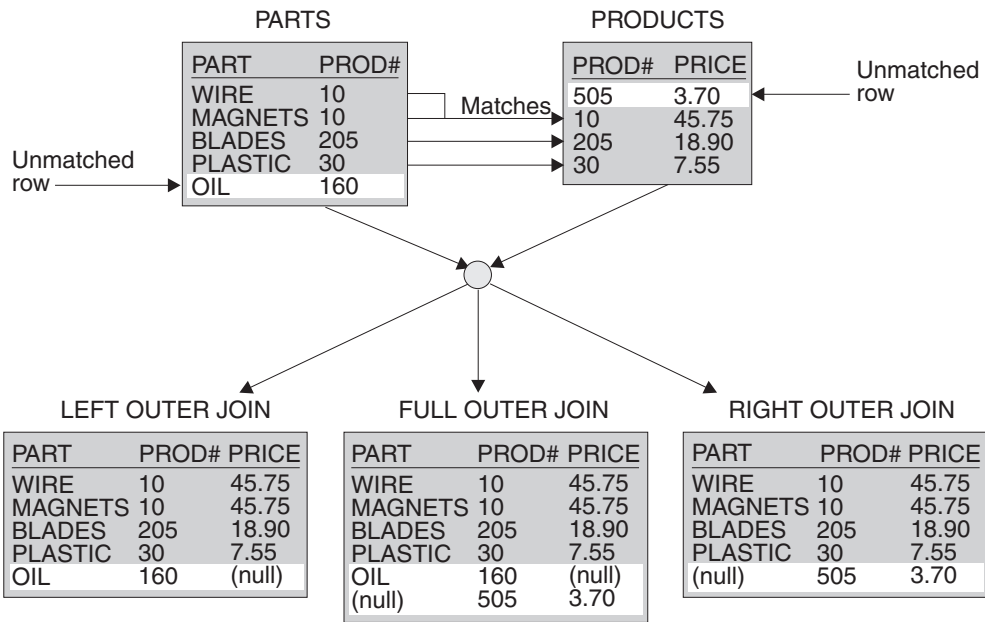 PARTS
PART PROD#
WIRE 10
MAGNETS 10
BLADES 205
PLASTIC 30
OIL 160
Unmatched
row
Matches
PRODUCTS
PROD# PRICE
505 3.70
10 45.75
205 18.90
30 7.55
Unmatched
row
LEFT OUTER JOIN
PART PROD# PRICE
WIRE 10 45.75
MAGNETS 10 45.75
BLADES 205 18.90
PLASTIC 30 7.55
OIL 160 (null)
FULL OUTER JOIN
PART PROD# PRICE
WIRE 10 45.75
MAGNETS 10 45.75
BLADES 205 18.90
PLASTIC 30 7.55
OIL 160 (null)
(null) 505 3.70
RIGHT OUTER JOIN
PART PROD# PRICE
WIRE 10 45.75
MAGNETS 10 45.75
BLADES 205 18.90
PLASTIC 30 7.55
(null) 505 3.70